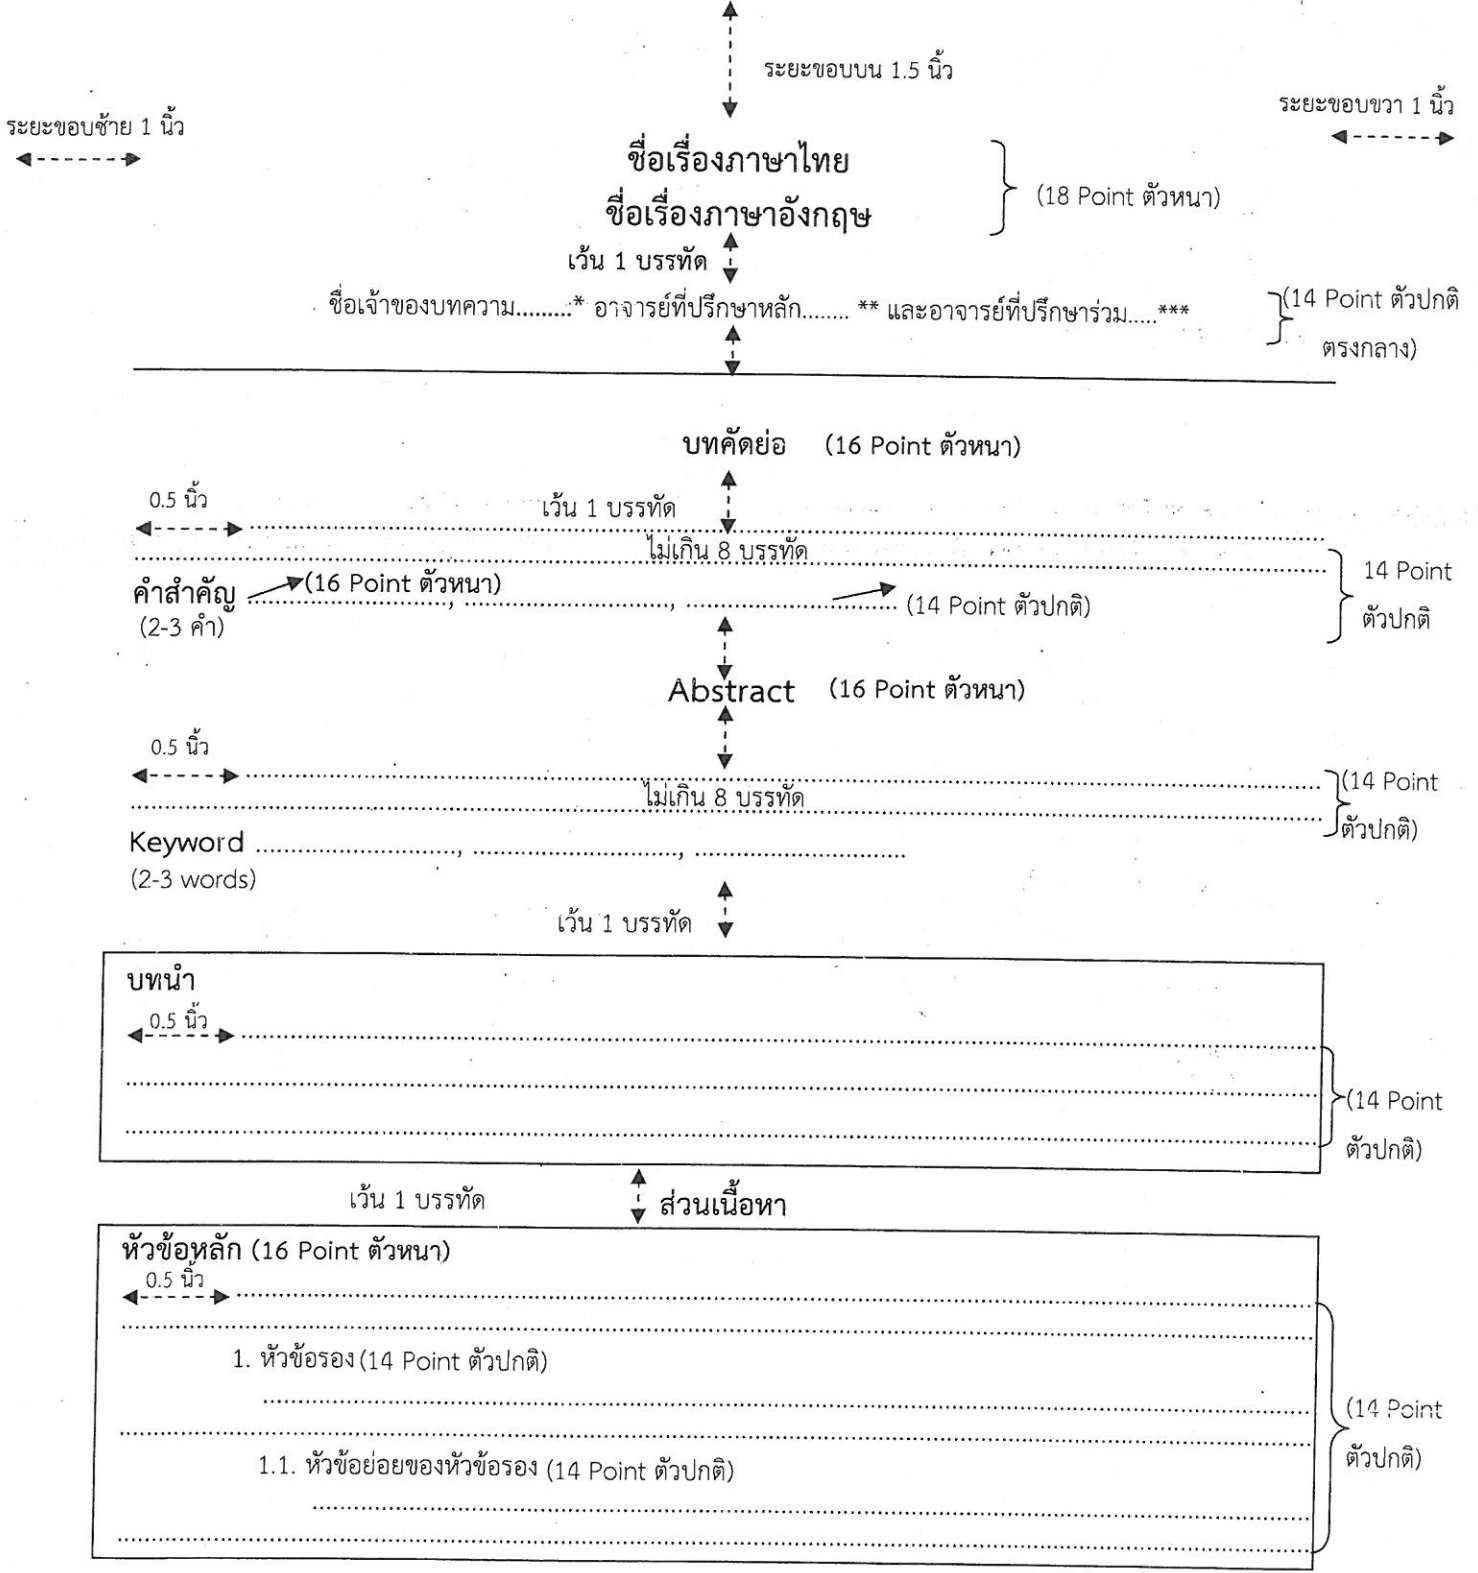 ระยะขอบบน 1.5 นิ้ว
ระยะขอบซ้าย 1 นิ้ว
ระยะขอบขวา 1 นิ้ว
ชื่อเรื่องภาษาไทย
ชื่อเรื่องภาษาอังกฤษ
(18 Point ตัวหนา)
เว้น 1 บรรทัด
ชื่อเจ้าของบทความ.........* อาจารย์ที่ปรึกษาหลัก........ ** และอาจารย์ที่ปรึกษาร่วม.....***
(14 Point ตัวปกติ
ตรงกลาง)
บทคัดย่อ (16 Point ตัวหนา)
0.5 นิ้ว
เว้น 1 บรรทัด
ไม่เกิน 8 บรรทัด
14 Point
ตัวปกติ
คำสำคัญ (16 Point ตัวหนา)
............................, ............................, ............................ (14 Point ตัวปกติ)
(2-3 คำ)
Abstract (16 Point ตัวหนา)
0.5 นิ้ว
ไม่เกิน 8 บรรทัด
(14 Point
ตัวปกติ)
Keyword ............................, ............................, ............................
(2-3 words)
เว้น 1 บรรทัด
บทนำ
0.5 นิ้ว
(14 Point
ตัวปกติ)
เว้น 1 บรรทัด
ส่วนเนื้อหา
หัวข้อหลัก (16 Point ตัวหนา)
0.5 นิ้ว
1. หัวข้อรอง (14 Point ตัวปกติ)
(14 Point
ตัวปกติ)
1.1. หัวข้อย่อยของหัวข้อรอง (14 Point ตัวปกติ)